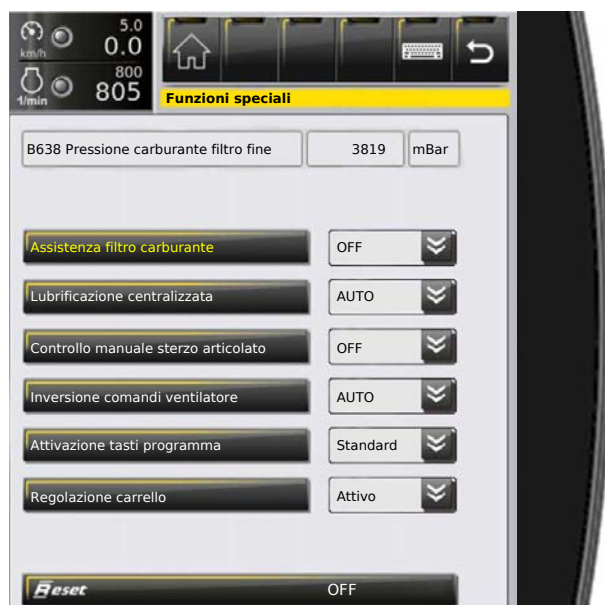 5.0
km/h 0.0
800
1/min 805
Funzioni speciali
B638 Pressione carburante filtro fine 3819 mBar
Assistenza filtro carburante OFF
Lubrificazione centralizzata AUTO
Controllo manuale sterzo articolato OFF
Inversione comandi ventilatore AUTO
Attivazione tasti programma Standard
Regolazione carrello Attivo
Reset OFF